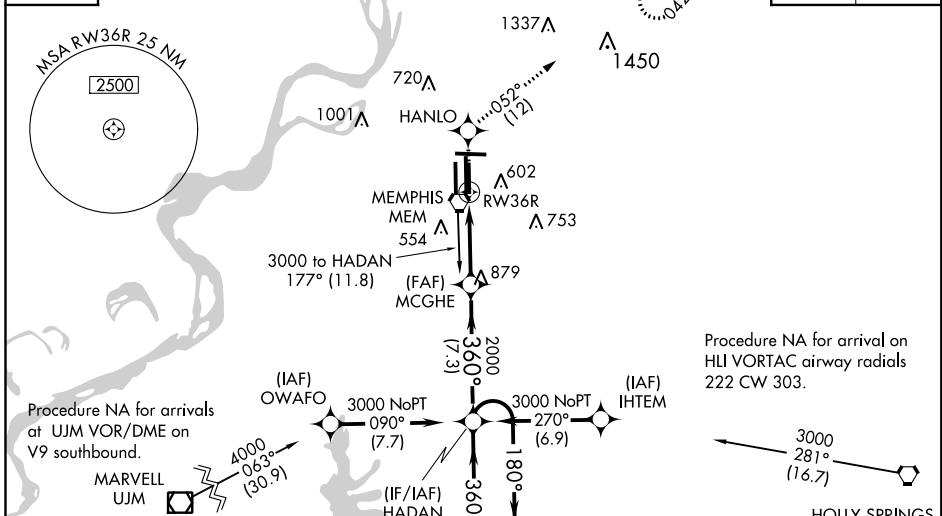 MSA RW36R 25 NM
2500
1337
1450
042
720
1001
HANLO
052°
(12)
602
MEMPHIS
MEM
RW36R
753
554
3000 to HADAN
177° (11.8)
879
(FAF)
MCGHE
2000
360°
(7.3)
Procedure NA for arrival on
HLI VORTAC airway radials
222 CW 303.
(IAF)
OWAFO
(IAF)
IHTEM
3000 NoPT
090°
(7.7)
3000 NoPT
270°
(6.9)
Procedure NA for arrivals
at UJM VOR/DME on
V9 southbound.
4000
063°
(30.9)
MARVELL
UJM
3000
281°
(16.7)
180°
360
(IF/IAF)
HADAN
HOLLY SPRINGS